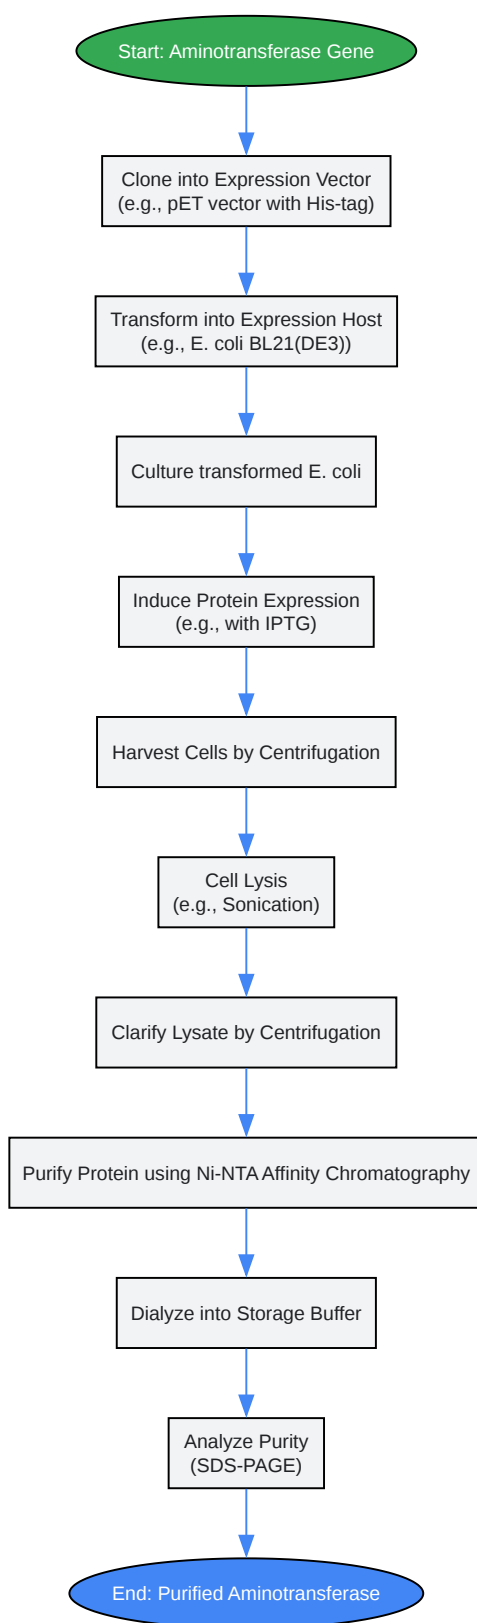 Start: Aminotransferase Gene
Clone into Expression Vector
(e.g., pET vector with His-tag)
Transform into Expression Host
(e.g., E. coli BL21(DE3))
Culture transformed E. coli
Induce Protein Expression
(e.g., with IPTG)
Harvest Cells by Centrifugation
Cell Lysis
(e.g., Sonication)
Clarify Lysate by Centrifugation
Purify Protein using Ni-NTA Affinity Chromatography
Dialyze into Storage Buffer
Analyze Purity
(SDS-PAGE)
End: Purified Aminotransferase